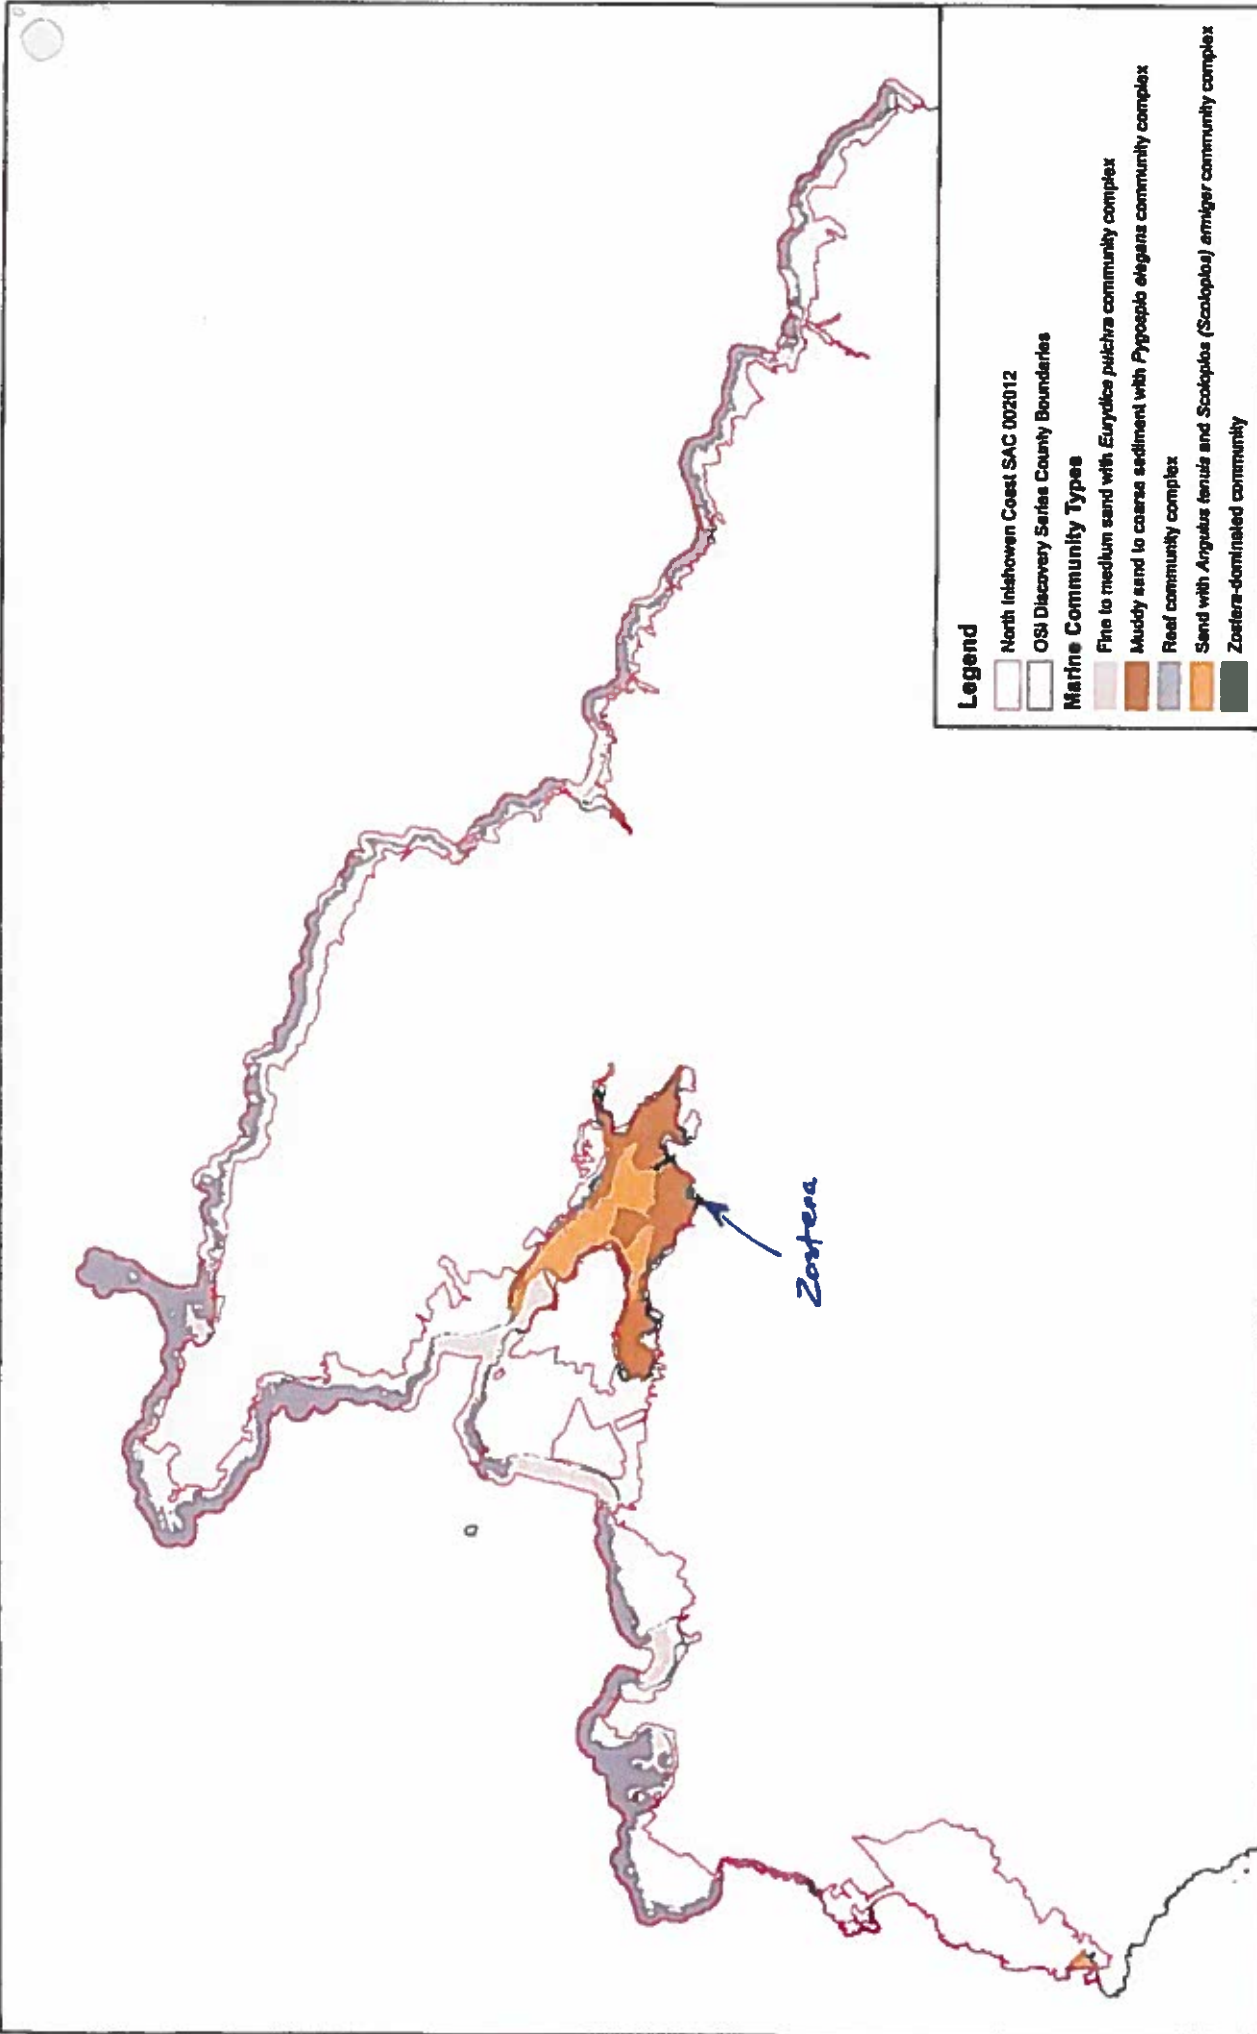 Legend
North Inishowen Coast SAC 002012
OSi Discovery Series County Boundaries
Marine Community Types
Fine to medium sand with Eurydice pulchra community complex
Muddy sand to coarse sediment with Pygospio elegans community complex
Reef community complex
Sand with Angulus tenuis and Scoloplos (Scoloplos) armiger community complex
Zostera-dominated community
Zostera